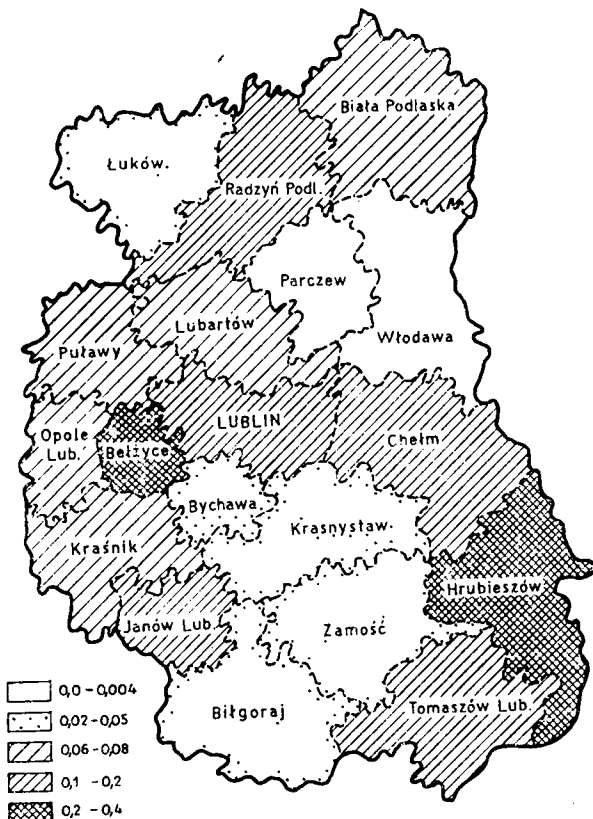 Biała Podlaska
Łuków.
Radzyń Podl.
Parczew
Lubartów
Włodawa
Puławy
LUBLIN
Opole
Lub.
Bełżyce
Chełm
Bychawa
Krasnystaw
Kraśnik
Hrubieszów
Janów Lub.
Zamość
Biłgoraj
Tomaszów Lub.
0,0 - 0,004
0,02 - 0,05
0,06 - 0,08
0,1 - 0,2
0,2 - 0,4